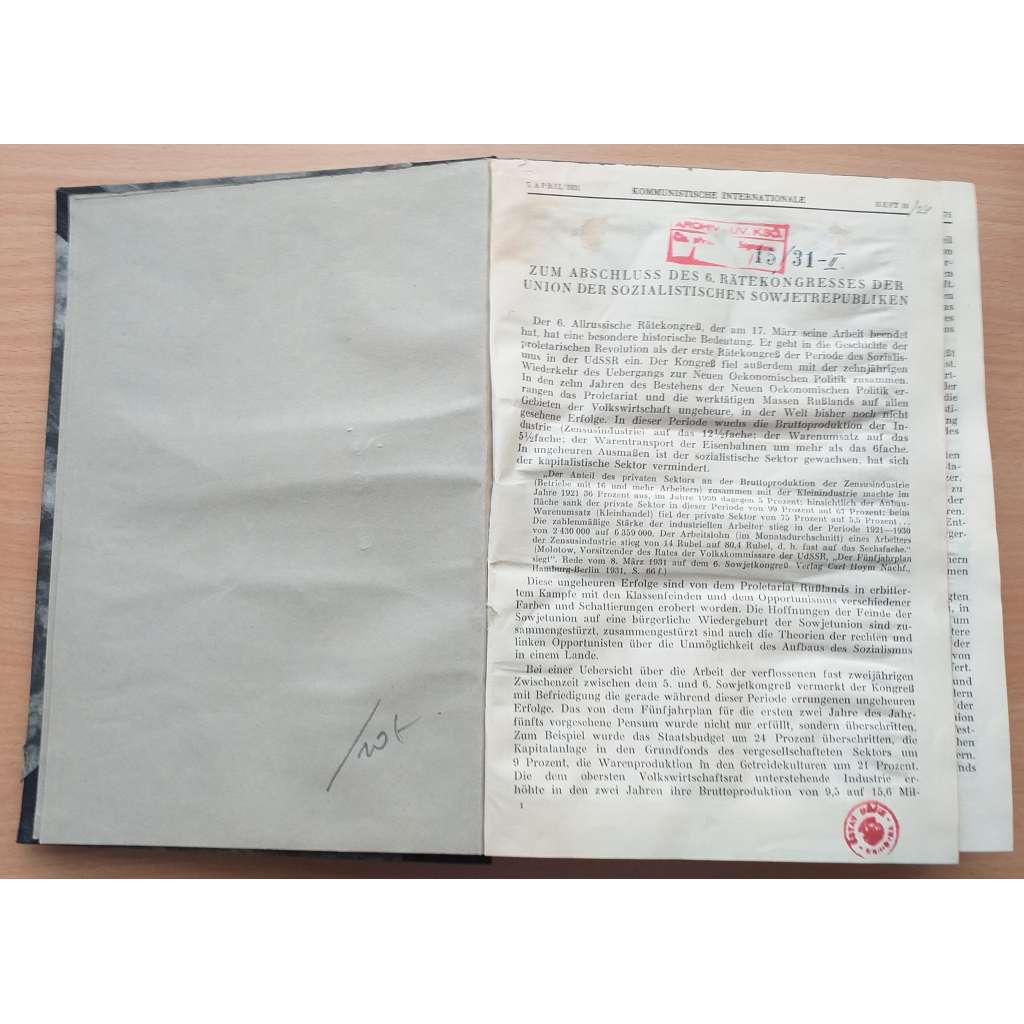 APRIL/1931
KOMMUNISTISCHE INTERNATIONALE
HEFT
ARCHIV ÚV KSČ
15/31-II.
ZUM ABSCHLUSS DES 6. RÄTEKONGRESSES DER
UNION DER SOZIALISTISCHEN SOWJETREPUBLIKEN
Der 6. Allrussische Rätekongreß, der am 17. März seine Arbeit beendet
hat, hat eine besondere historische Bedeutung. Er geht in die Geschichte der
proletarischen Revolution als der erste Rätekongreß der Periode des Sozialis-
mus in der UdSSR ein. Der Kongreß fiel außerdem mit der zehnjährigen
Wiederkehr des Uebergangs zur Neuen Oekonomischen Politik zusammen.
In den zehn Jahren des Bestehens der Neuen Oekonomischen Politik er-
rangen das Proletariat und die werktätigen Massen Rußlands auf allen
Gebieten der Volkswirtschaft ungeheure, in der Welt bisher noch nicht
gesehene Erfolge. In dieser Periode wuchs die Bruttoproduktion der In-
dustrie (Zensusindustrie) auf das 12½fache; der Warenumsatz auf das
5½fache; der Warentransport der Eisenbahnen um mehr als das 6fache.
In ungeheuren Ausmaßen ist der sozialistische Sektor gewachsen, hat sich
der kapitalistische Sektor vermindert.
„Der Anteil des privaten Sektors an der Bruttoproduktion der Zensusindustrie
(Betriebe mit 16 und mehr Arbeitern) zusammen mit der Kleinindustrie machte im
Jahre 1921 36 Prozent aus, im Jahre 1930 dagegen 5 Prozent; hinsichtlich der Anbau-
fläche sank der private Sektor in dieser Periode von 99 Prozent auf 67 Prozent; beim
Warenumsatz (Kleinhandel) fiel der private Sektor von 75 Prozent auf 5,5 Prozent...
Die zahlenmäßige Stärke der industriellen Arbeiter stieg in der Periode 1921—1930
von 2 430 000 auf 6 359 000. Der Arbeitslohn (im Monatsdurchschnitt) eines Arbeiters
der Zensusindustrie stieg von 14 Rubel auf 80,4 Rubel, d. h. fast auf das Sechsfache."
(Molotow, Vorsitzender des Rates der Volkskommissare der UdSSR, „Der Fünfjahrplan
siegt". Rede vom 8. März 1931 auf dem 6. Sowjetkongreß. Verlag Carl Hoym Nachf.,
Hamburg-Berlin 1931, S. 66 f.)
Diese ungeheuren Erfolge sind von dem Proletariat Rußlands in erbitter-
tem Kampfe mit den Klassenfeinden und dem Opportunismus verschiedener
Farben und Schattierungen erobert worden. Die Hoffnungen der Feinde der
Sowjetunion auf eine bürgerliche Wiedergeburt der Sowjetunion sind zu-
sammengestürzt, zusammengestürzt sind auch die Theorien der rechten und
linken Opportunisten über die Unmöglichkeit des Aufbaus des Sozialismus
in einem Lande.
Bei einer Uebersicht über die Arbeit der verflossenen fast zweijährigen
Zwischenzeit zwischen dem 5. und 6. Sowjetkongreß vermerkt der Kongreß
mit Befriedigung die gerade während dieser Periode errungenen ungeheuren
Erfolge. Das von dem Fünfjahrplan für die ersten zwei Jahre des Jahr-
fünfts vorgesehene Pensum wurde nicht nur erfüllt, sondern überschritten.
Zum Beispiel wurde das Staatsbudget um 24 Prozent überschritten, die
Kapitalanlage in den Grundfonds des vergesellschafteten Sektors um
9 Prozent, die Warenproduktion in den Getreidekulturen um 21 Prozent.
Die dem obersten Volkswirtschaftsrat unterstehende Industrie er-
höhte in den zwei Jahren ihre Bruttoproduktion von 9,5 auf 15,6 Mil-
1